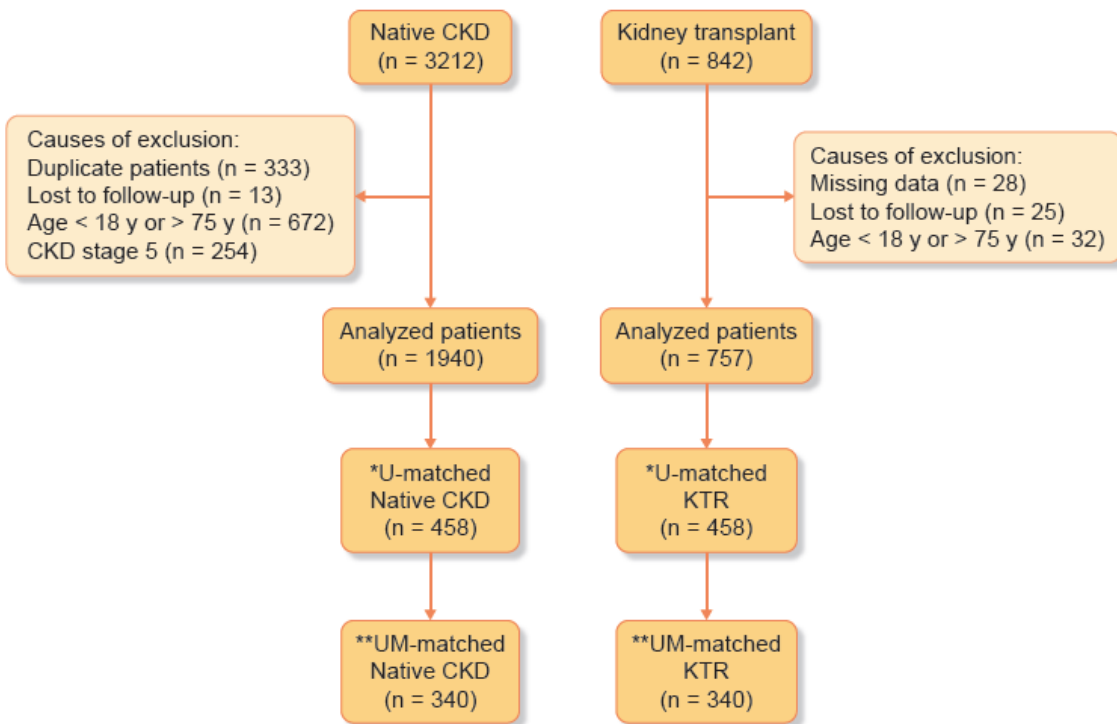 Native CKD
(n = 3212)
Kidney transplant
(n = 842)
Causes of exclusion:
Duplicate patients (n = 333)
Lost to follow-up (n = 13)
Age < 18 y or > 75 y (n = 672)
CKD stage 5 (n = 254)
Causes of exclusion:
Missing data (n = 28)
Lost to follow-up (n = 25)
Age < 18 y or > 75 y (n = 32)
Analyzed patients
(n = 1940)
Analyzed patients
(n = 757)
*U-matched
Native CKD
(n = 458)
*U-matched
KTR
(n = 458)
**UM-matched
Native CKD
(n = 340)
**UM-matched
KTR
(n = 340)